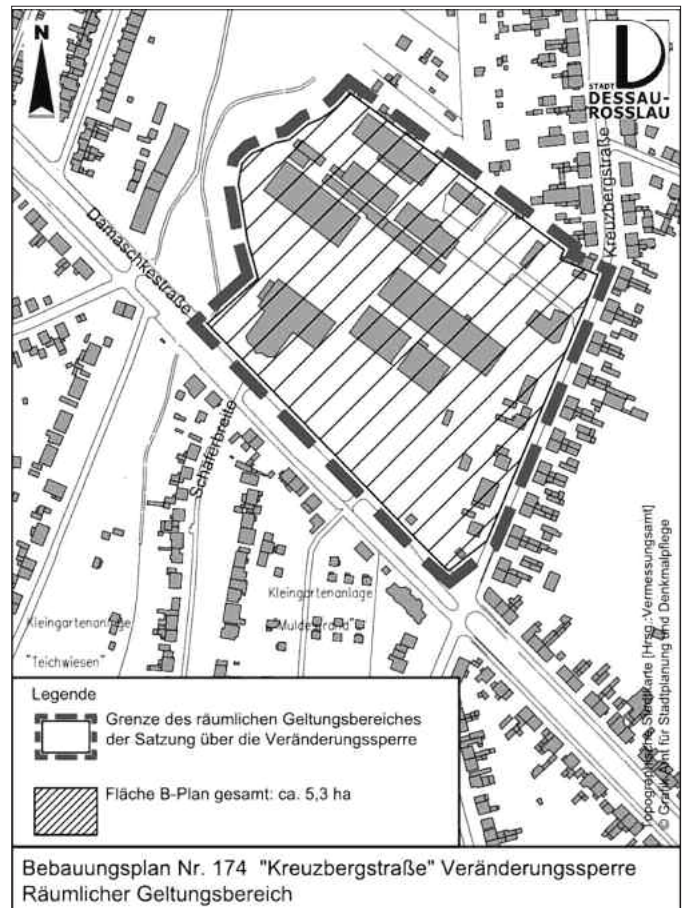 N
STADT
DESSAU-
ROSSLAU
Kreuzbergstraße
Damaschkestraße
Schäferbreite
Kleingartenanlage
"Muldestrand"
Kleingartenanlage
"Teichwiesen"
Topographische Stadtkarte [Hrsg.:Vermessungsamt]
© Grafik Amt für Stadtplanung und Denkmalpflege
Legende
Grenze des räumlichen Geltungsbereiches
der Satzung über die Veränderungssperre
Fläche B-Plan gesamt: ca. 5,3 ha
Bebauungsplan Nr. 174 "Kreuzbergstraße" Veränderungssperre
Räumlicher Geltungsbereich